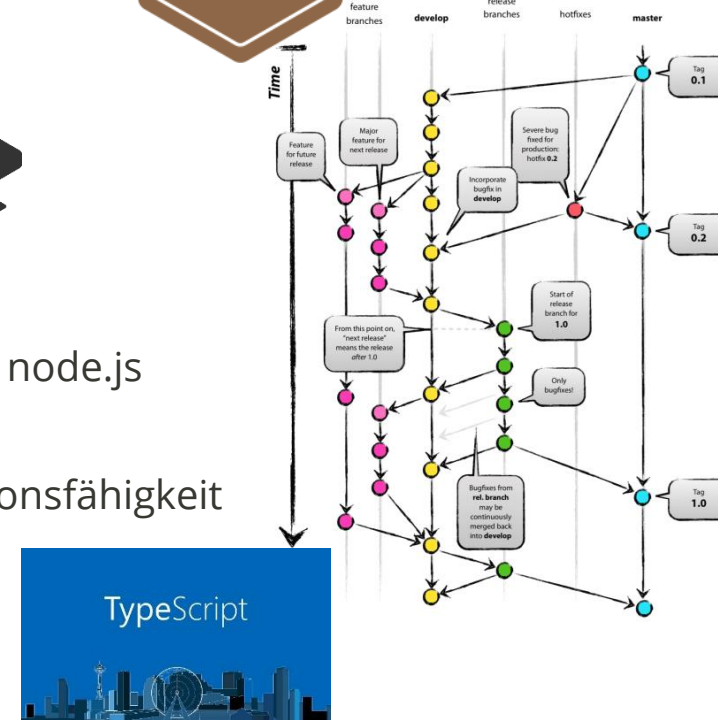 feature
branches
develop
release
branches
hotfixes
master
Time
Tag
0.1
Feature
for future
release
Major
feature for
next release
Severe bug
fixed for
production:
hotfix 0.2
Incorporate
bugfix in
develop
Tag
0.2
Start of
release
branch for
1.0
From this point on,
"next release"
means the release
after 1.0
node.js
Only
bugfixes!
onsfähigkeit
Bugfixes from
rel. branch
may be
continuously
merged back
into develop
Tag
1.0
TypeScript